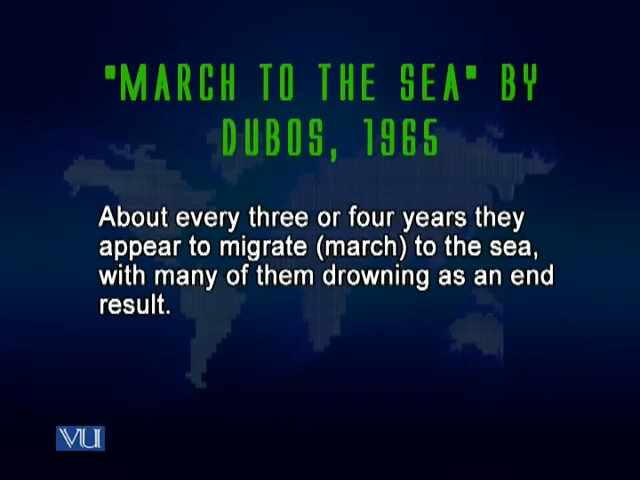 "MARCH TO THE SEA" BY
DUBOS, 1965
About every three or four years they
appear to migrate (march) to the sea,
with many of them drowning as an end
result.
VU